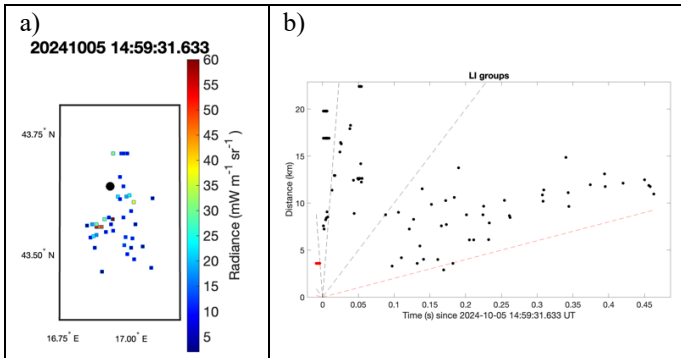 a)
20241005 14:59:31.633
60
55
50
45
40
35
30
25
20
15
10
5
Radiance (mW m⁻¹ sr⁻¹)
43.75° N
43.50° N
16.75° E
17.00° E
b)
LI groups
20
15
10
5
0
Distance (km)
0
0.05
0.1
0.15
0.2
0.25
0.3
0.35
0.4
0.45
Time (s) since 2024-10-05 14:59:31.633 UT